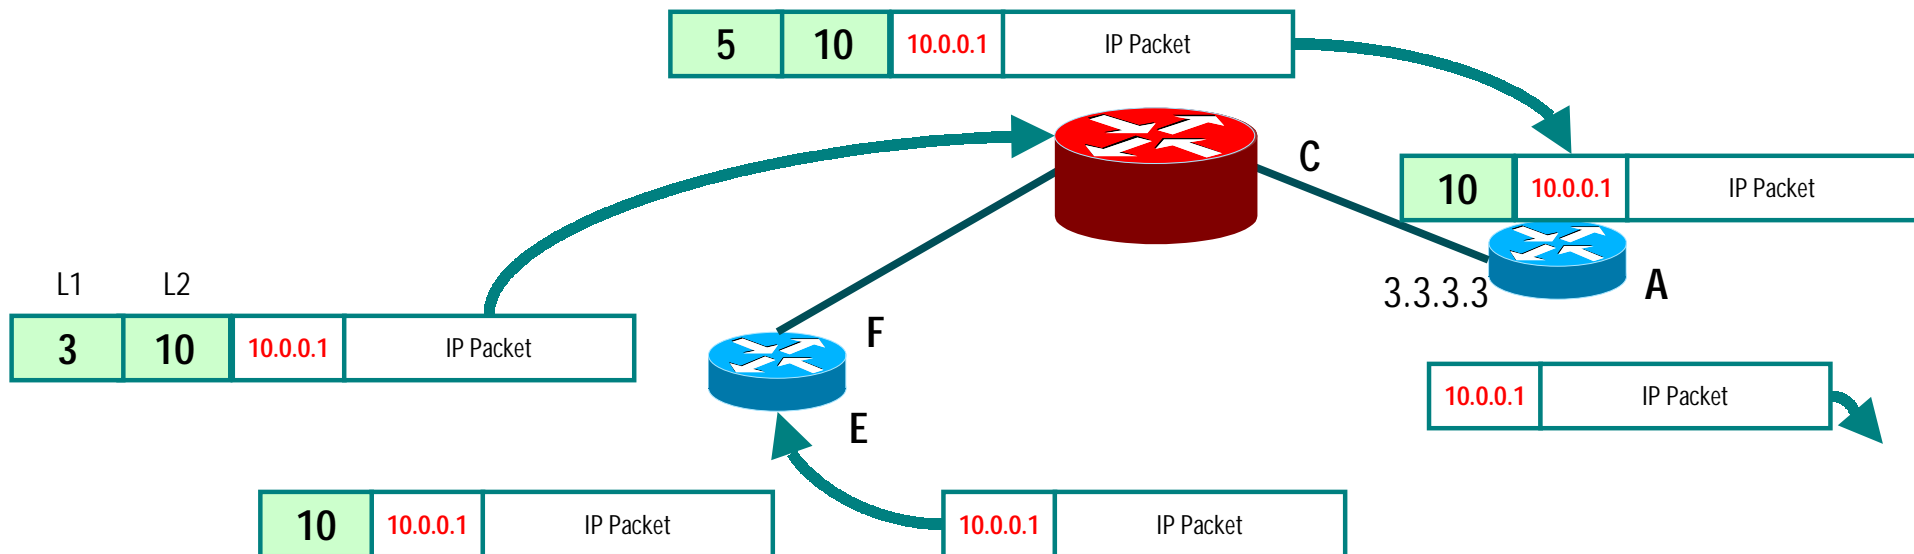 5 10 10.0.0.1 IP Packet
C
10 10.0.0.1 IP Packet
3.3.3.3 A
L1 L2
3 10 10.0.0.1 IP Packet
F
10.0.0.1 IP Packet
E
10 10.0.0.1 IP Packet
10.0.0.1 IP Packet